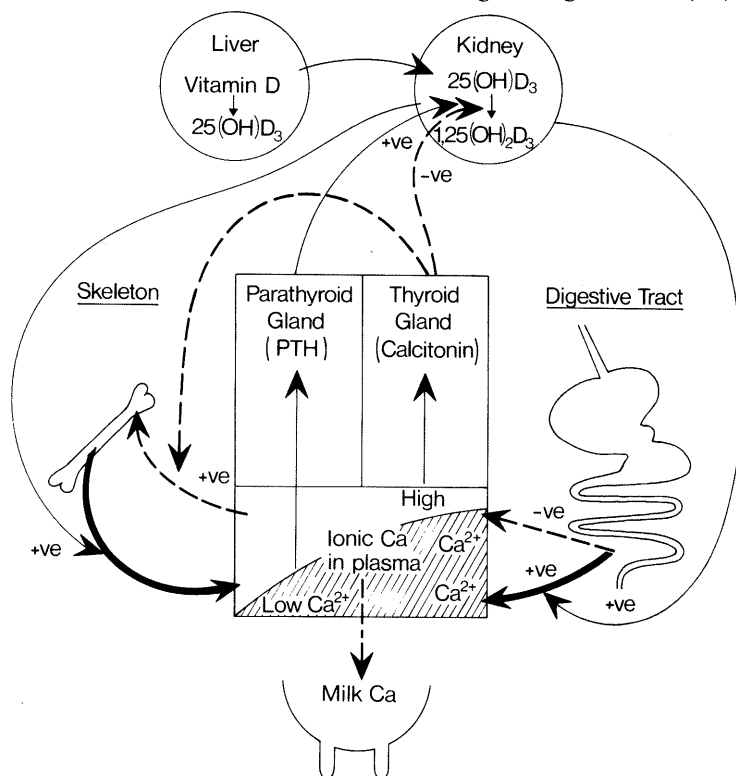 Liver
Vitamin D
25(OH)D₃
Kidney
25(OH)D₃
1,25(OH)₂D₃
+ve
-ve
Skeleton
Parathyroid
Gland
(PTH)
Thyroid
Gland
(Calcitonin)
Digestive Tract
+ve
High
-ve
Ionic Ca
in plasma
Ca²⁺
+ve
+ve
Low Ca²⁺
Ca²⁺
+ve
Milk Ca